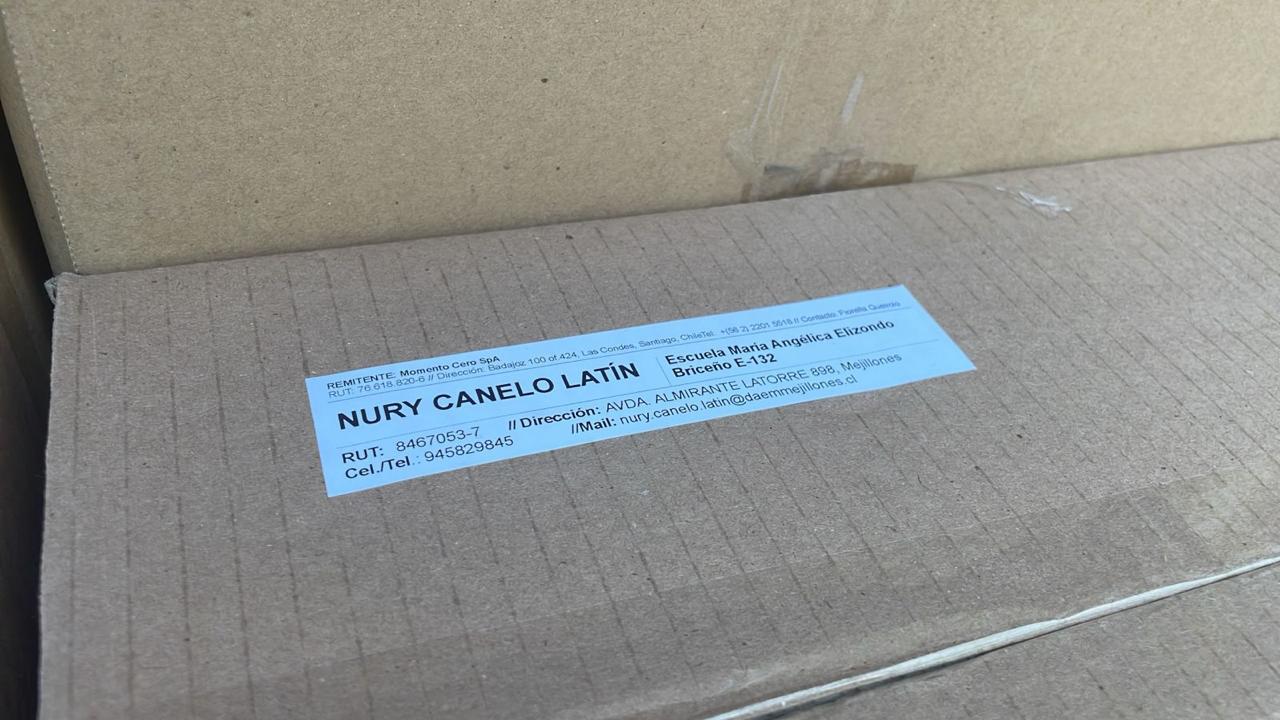 REMITENTE: Momento Cero SpA
RUT: 76.618.820-6 // Dirección: Badajoz 100 of.424, Las Condes, Santiago, ChileTel: +(56 2) 2201 5518 // Contacto: Fiorella Queirolo
NURY CANELO LATÍN
Escuela María Angélica Elizondo
Briceño E-132
RUT: 8467053-7 // Dirección: AVDA. ALMIRANTE LATORRE 898, Mejillones
Cel./Tel.: 945829845 //Mail: nury.canelo.latin@daemmejillones.cl